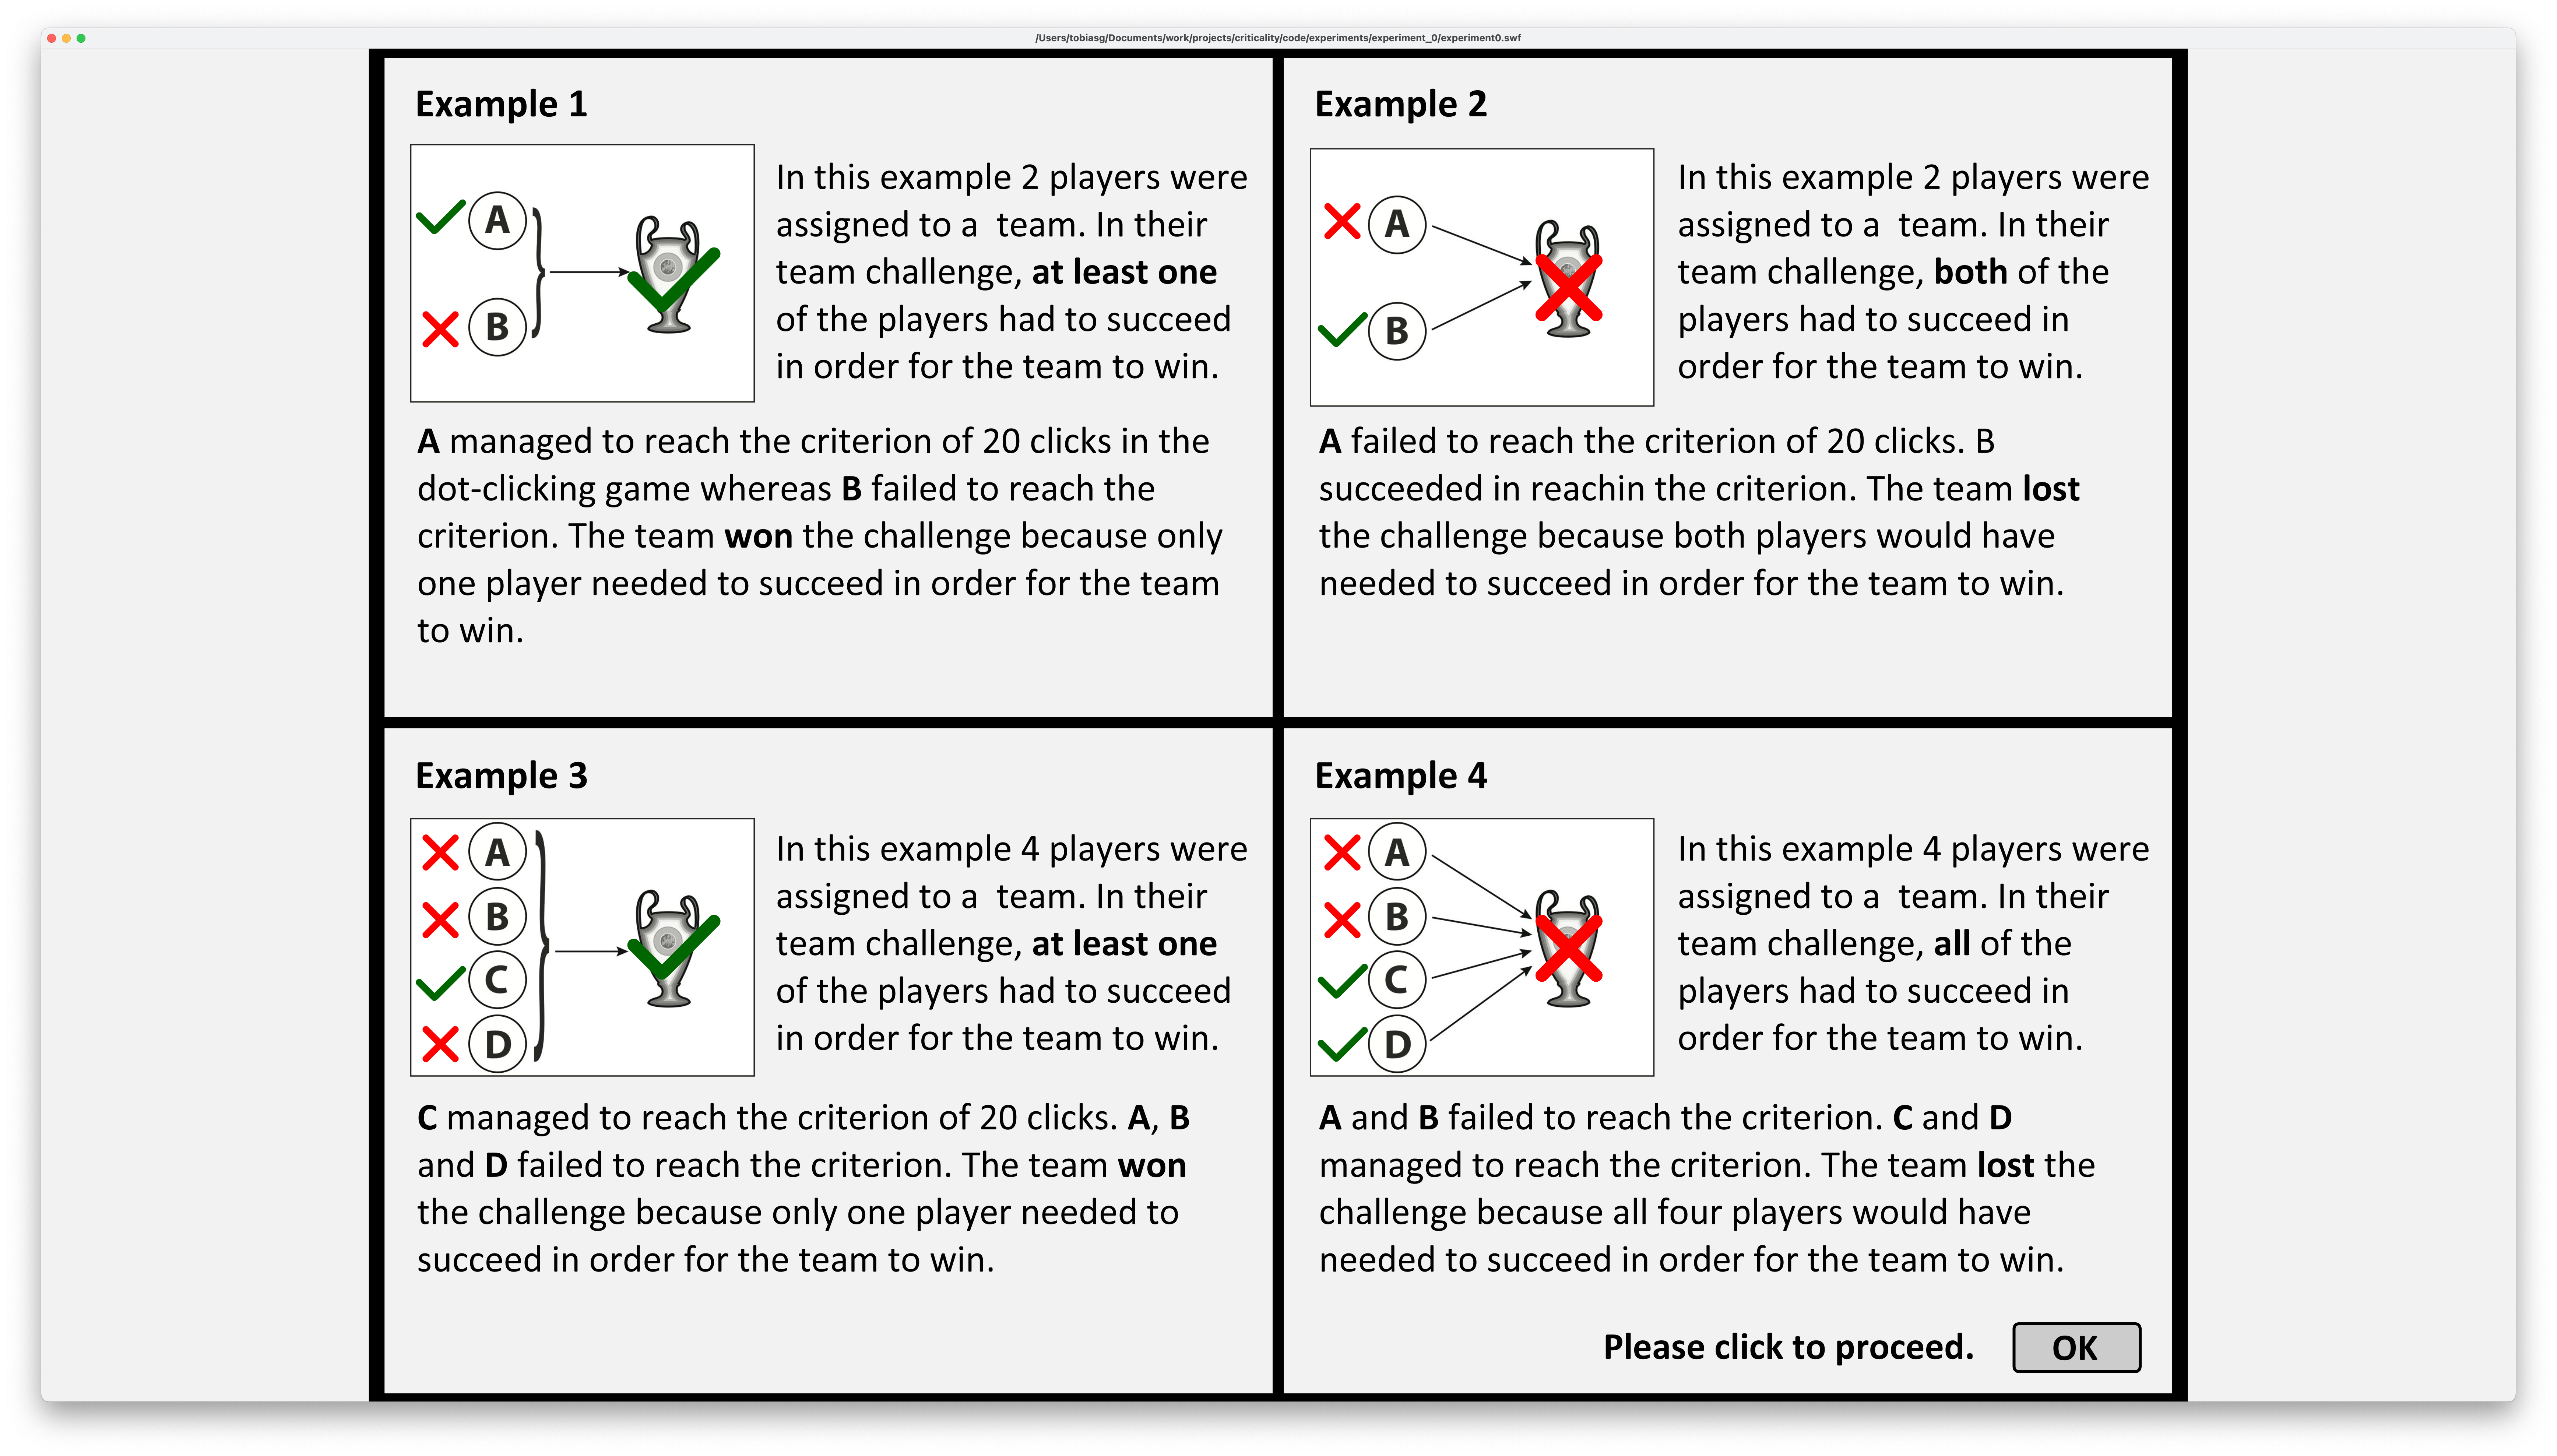 /Users/tobiasg/Documents/work/projects/criticality/code/experiments/experiment_0/experiment0.swf
Example 1
A
B
In this example 2 players were
assigned to a  team. In their
team challenge, at least one
of the players had to succeed
in order for the team to win.
A managed to reach the criterion of 20 clicks in the
dot-clicking game whereas B failed to reach the
criterion. The team won the challenge because only
one player needed to succeed in order for the team
to win.
Example 2
A
B
In this example 2 players were
assigned to a  team. In their
team challenge, both of the
players had to succeed in
order for the team to win.
A failed to reach the criterion of 20 clicks. B
succeeded in reachin the criterion. The team lost
the challenge because both players would have
needed to succeed in order for the team to win.
Example 3
A
B
C
D
In this example 4 players were
assigned to a  team. In their
team challenge, at least one
of the players had to succeed
in order for the team to win.
C managed to reach the criterion of 20 clicks. A, B
and D failed to reach the criterion. The team won
the challenge because only one player needed to
succeed in order for the team to win.
Example 4
A
B
C
D
In this example 4 players were
assigned to a  team. In their
team challenge, all of the
players had to succeed in
order for the team to win.
A and B failed to reach the criterion. C and D
managed to reach the criterion. The team lost the
challenge because all four players would have
needed to succeed in order for the team to win.
Please click to proceed.
OK